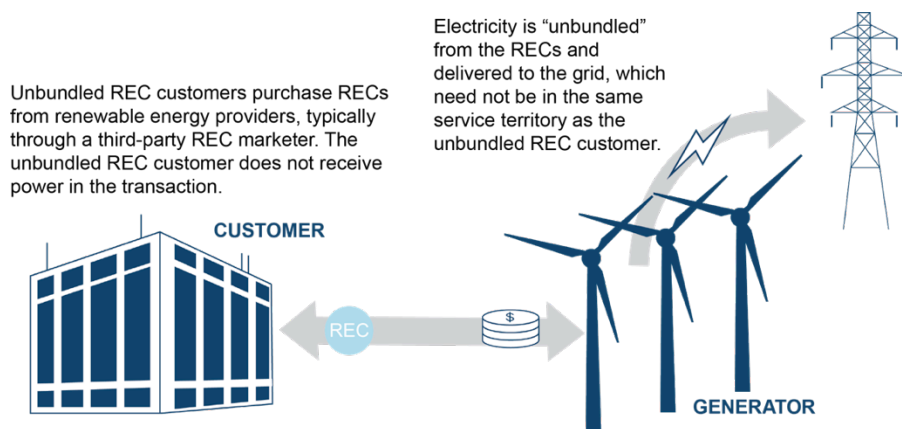 Unbundled REC customers purchase RECs
from renewable energy providers, typically
through a third-party REC marketer. The
unbundled REC customer does not receive
power in the transaction.
Electricity is “unbundled”
from the RECs and
delivered to the grid, which
need not be in the same
service territory as the
unbundled REC customer.
CUSTOMER
REC
$
GENERATOR